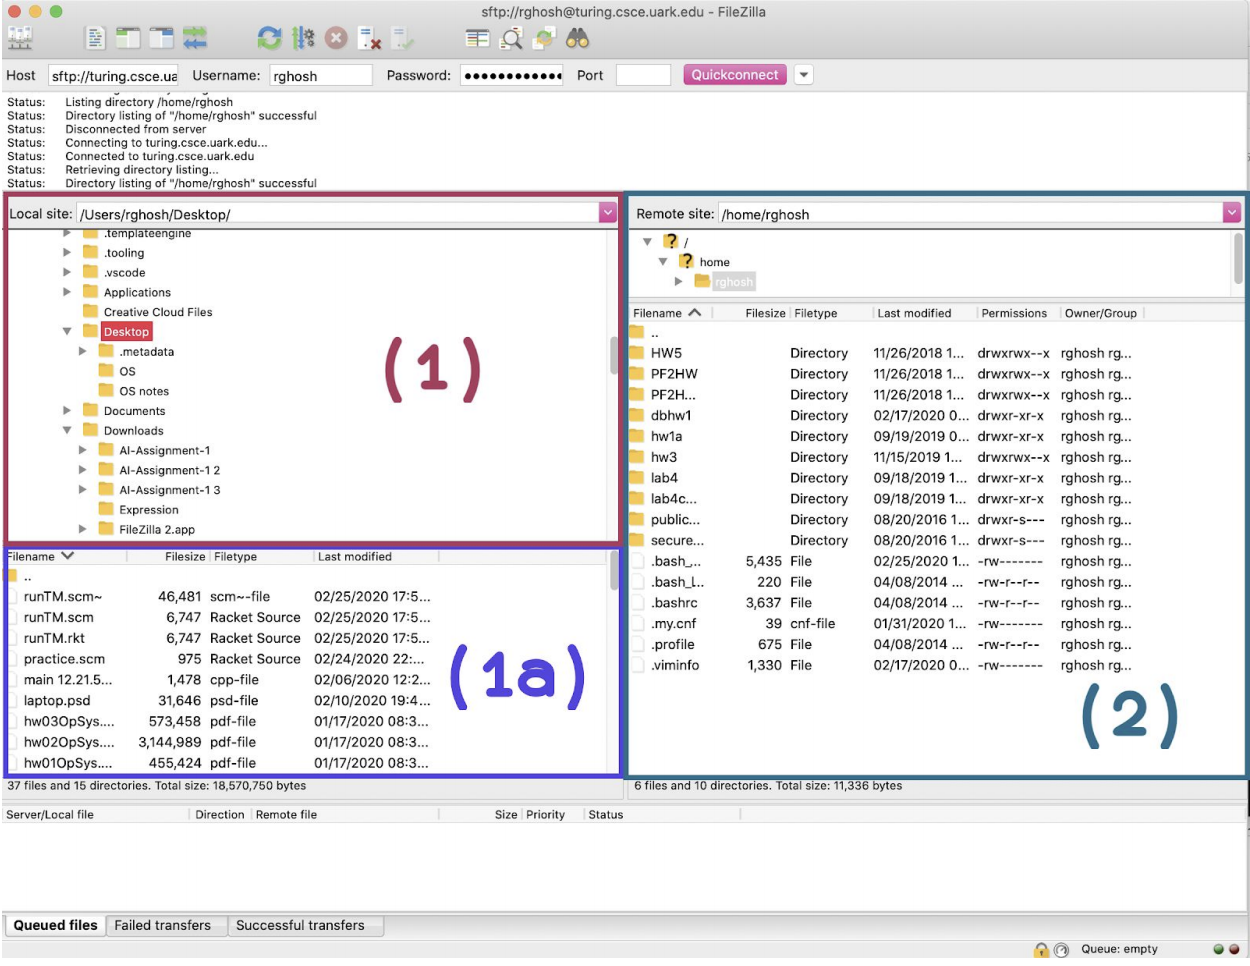 sftp://rghosh@turing.csce.uark.edu - FileZilla
Host sftp://turing.csce.ua Username: rghosh Password: ●●●●●●●●●●●● Port Quickconnect
Status: Listing directory /home/rghosh
Status: Directory listing of "/home/rghosh" successful
Status: Disconnected from server
Status: Connecting to turing.csce.uark.edu...
Status: Connected to turing.csce.uark.edu
Status: Retrieving directory listing...
Status: Directory listing of "/home/rghosh" successful
Local site: /Users/rghosh/Desktop/
.templateengine
.tooling
.vscode
Applications
Creative Cloud Files
Desktop
.metadata
OS
OS notes
Documents
Downloads
AI-Assignment-1
AI-Assignment-1 2
AI-Assignment-1 3
Expression
FileZilla 2.app
(1)
Filename Filesize Filetype Last modified
..
runTM.scm~ 46,481 scm~-file 02/25/2020 17:5...
runTM.scm 6,747 Racket Source 02/25/2020 17:5...
runTM.rkt 6,747 Racket Source 02/25/2020 17:5...
practice.scm 975 Racket Source 02/24/2020 22:...
main 12.21.5... 1,478 cpp-file 02/06/2020 12:2...
laptop.psd 31,646 psd-file 02/10/2020 19:4...
hw03OpSys.... 573,458 pdf-file 01/17/2020 08:3...
hw02OpSys.... 3,144,989 pdf-file 01/17/2020 08:3...
hw01OpSys.... 455,424 pdf-file 01/17/2020 08:3...
(1a)
37 files and 15 directories. Total size: 18,570,750 bytes
Remote site: /home/rghosh
? /
? home
rghosh
Filename Filesize Filetype Last modified Permissions Owner/Group
..
HW5 Directory 11/26/2018 1... drwxrwx--x rghosh rg...
PF2HW Directory 11/26/2018 1... drwxrwx--x rghosh rg...
PF2H... Directory 11/26/2018 1... drwxrwx--x rghosh rg...
dbhw1 Directory 02/17/2020 0... drwxr-xr-x rghosh rg...
hw1a Directory 09/19/2019 0... drwxr-xr-x rghosh rg...
hw3 Directory 11/15/2019 1... drwxrwx--x rghosh rg...
lab4 Directory 09/18/2019 1... drwxr-xr-x rghosh rg...
lab4c... Directory 09/18/2019 1... drwxr-xr-x rghosh rg...
public... Directory 08/20/2016 1... drwxr-s--- rghosh rg...
secure... Directory 08/20/2016 1... drwxr-s--- rghosh rg...
.bash_... 5,435 File 02/25/2020 1... -rw------- rghosh rg...
.bash_l... 220 File 04/08/2014 ... -rw-r--r-- rghosh rg...
.bashrc 3,637 File 04/08/2014 ... -rw-r--r-- rghosh rg...
.my.cnf 39 cnf-file 01/31/2020 1... -rw------- rghosh rg...
.profile 675 File 04/08/2014 ... -rw-r--r-- rghosh rg...
.viminfo 1,330 File 02/17/2020 0... -rw------- rghosh rg...
(2)
6 files and 10 directories. Total size: 11,336 bytes
Server/Local file Direction Remote file Size Priority Status
Queued files Failed transfers Successful transfers
Queue: empty